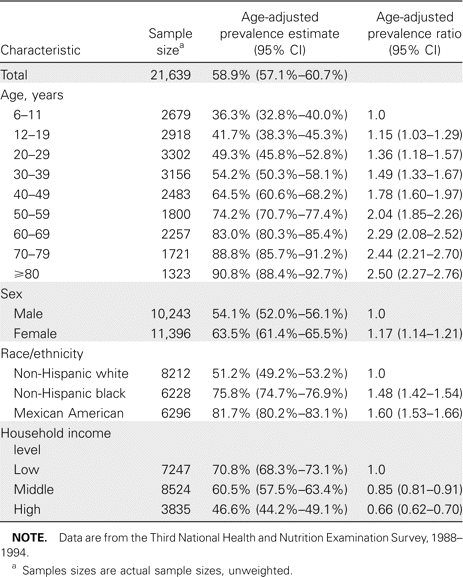 Characteristic Sample sizeᵃ Age-adjusted prevalence estimate (95% CI) Age-adjusted prevalence ratio (95% CI)
Total 21,639 58.9% (57.1%–60.7%)
Age, years
6–11 2679 36.3% (32.8%–40.0%) 1.0
12–19 2918 41.7% (38.3%–45.3%) 1.15 (1.03–1.29)
20–29 3302 49.3% (45.8%–52.8%) 1.36 (1.18–1.57)
30–39 3156 54.2% (50.3%–58.1%) 1.49 (1.33–1.67)
40–49 2483 64.5% (60.6%–68.2%) 1.78 (1.60–1.97)
50–59 1800 74.2% (70.7%–77.4%) 2.04 (1.85–2.26)
60–69 2257 83.0% (80.3%–85.4%) 2.29 (2.08–2.52)
70–79 1721 88.8% (85.7%–91.2%) 2.44 (2.21–2.70)
⩾80 1323 90.8% (88.4%–92.7%) 2.50 (2.27–2.76)
Sex
Male 10,243 54.1% (52.0%–56.1%) 1.0
Female 11,396 63.5% (61.4%–65.5%) 1.17 (1.14–1.21)
Race/ethnicity
Non-Hispanic white 8212 51.2% (49.2%–53.2%) 1.0
Non-Hispanic black 6228 75.8% (74.7%–76.9%) 1.48 (1.42–1.54)
Mexican American 6296 81.7% (80.2%–83.1%) 1.60 (1.53–1.66)
Household income
level
Low 7247 70.8% (68.3%–73.1%) 1.0
Middle 8524 60.5% (57.5%–63.4%) 0.85 (0.81–0.91)
High 3835 46.6% (44.2%–49.1%) 0.66 (0.62–0.70)
NOTE. Data are from the Third National Health and Nutrition Examination Survey, 1988–
1994.
ᵃ Samples sizes are actual sample sizes, unweighted.